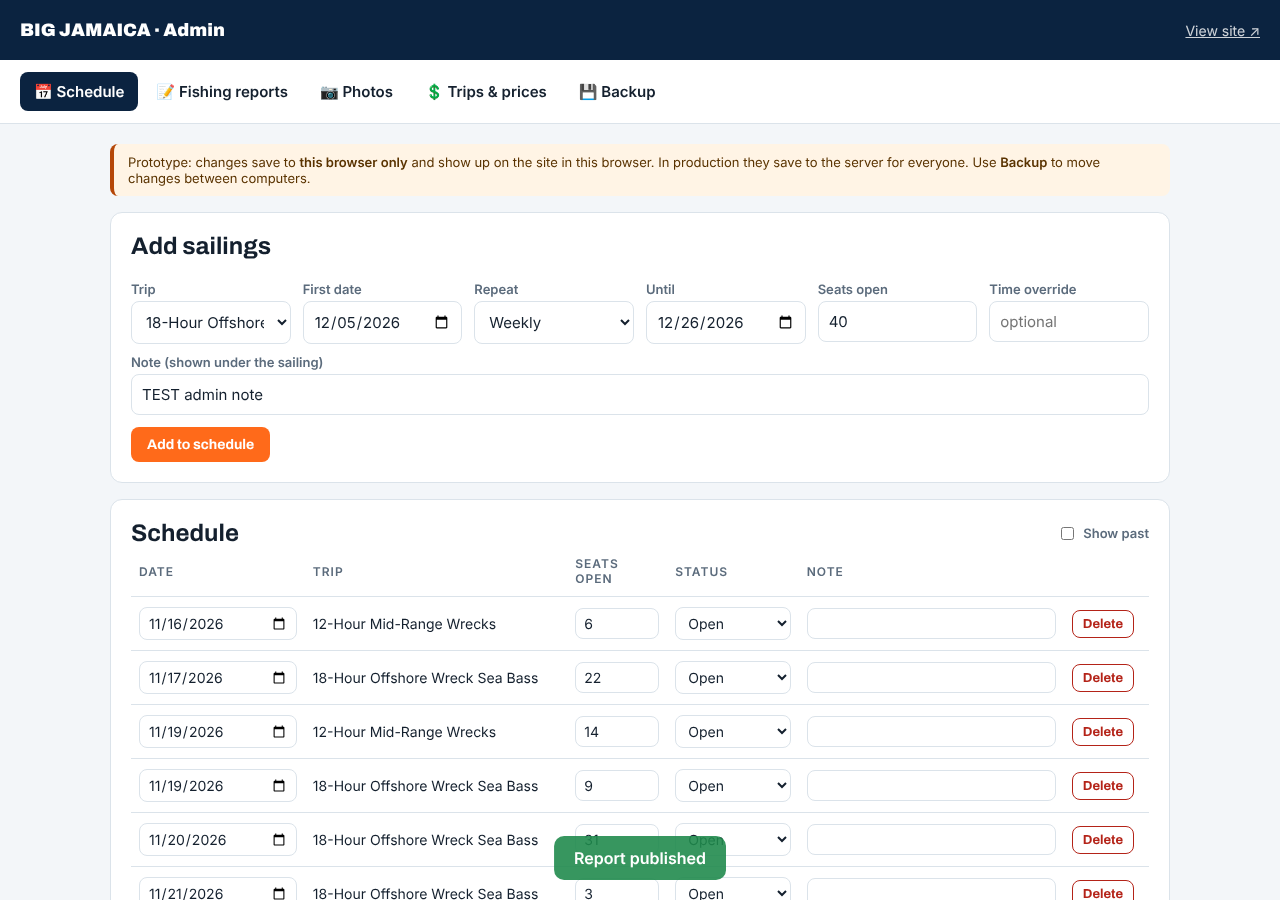 BIG JAMAICA · Admin
View site ↗
📅 Schedule
📝 Fishing reports
📷 Photos
💲 Trips & prices
💾 Backup
Prototype: changes save to this browser only and show up on the site in this browser. In production they save to the server for everyone. Use Backup to move
changes between computers.
Add sailings
Trip First date Repeat Until Seats open Time override
18-Hour Offshore 12/05/2026 Weekly 12/26/2026 40 optional
Note (shown under the sailing)
TEST admin note
Add to schedule
Schedule
Show past
DATE TRIP SEATS OPEN STATUS NOTE
11/16/2026 12-Hour Mid-Range Wrecks 6 Open Delete
11/17/2026 18-Hour Offshore Wreck Sea Bass 22 Open Delete
11/19/2026 12-Hour Mid-Range Wrecks 14 Open Delete
11/19/2026 18-Hour Offshore Wreck Sea Bass 9 Open Delete
11/20/2026 18-Hour Offshore Wreck Sea Bass 31 Open Delete
Report published
11/21/2026 18-Hour Offshore Wreck Sea Bass 3 Open Delete